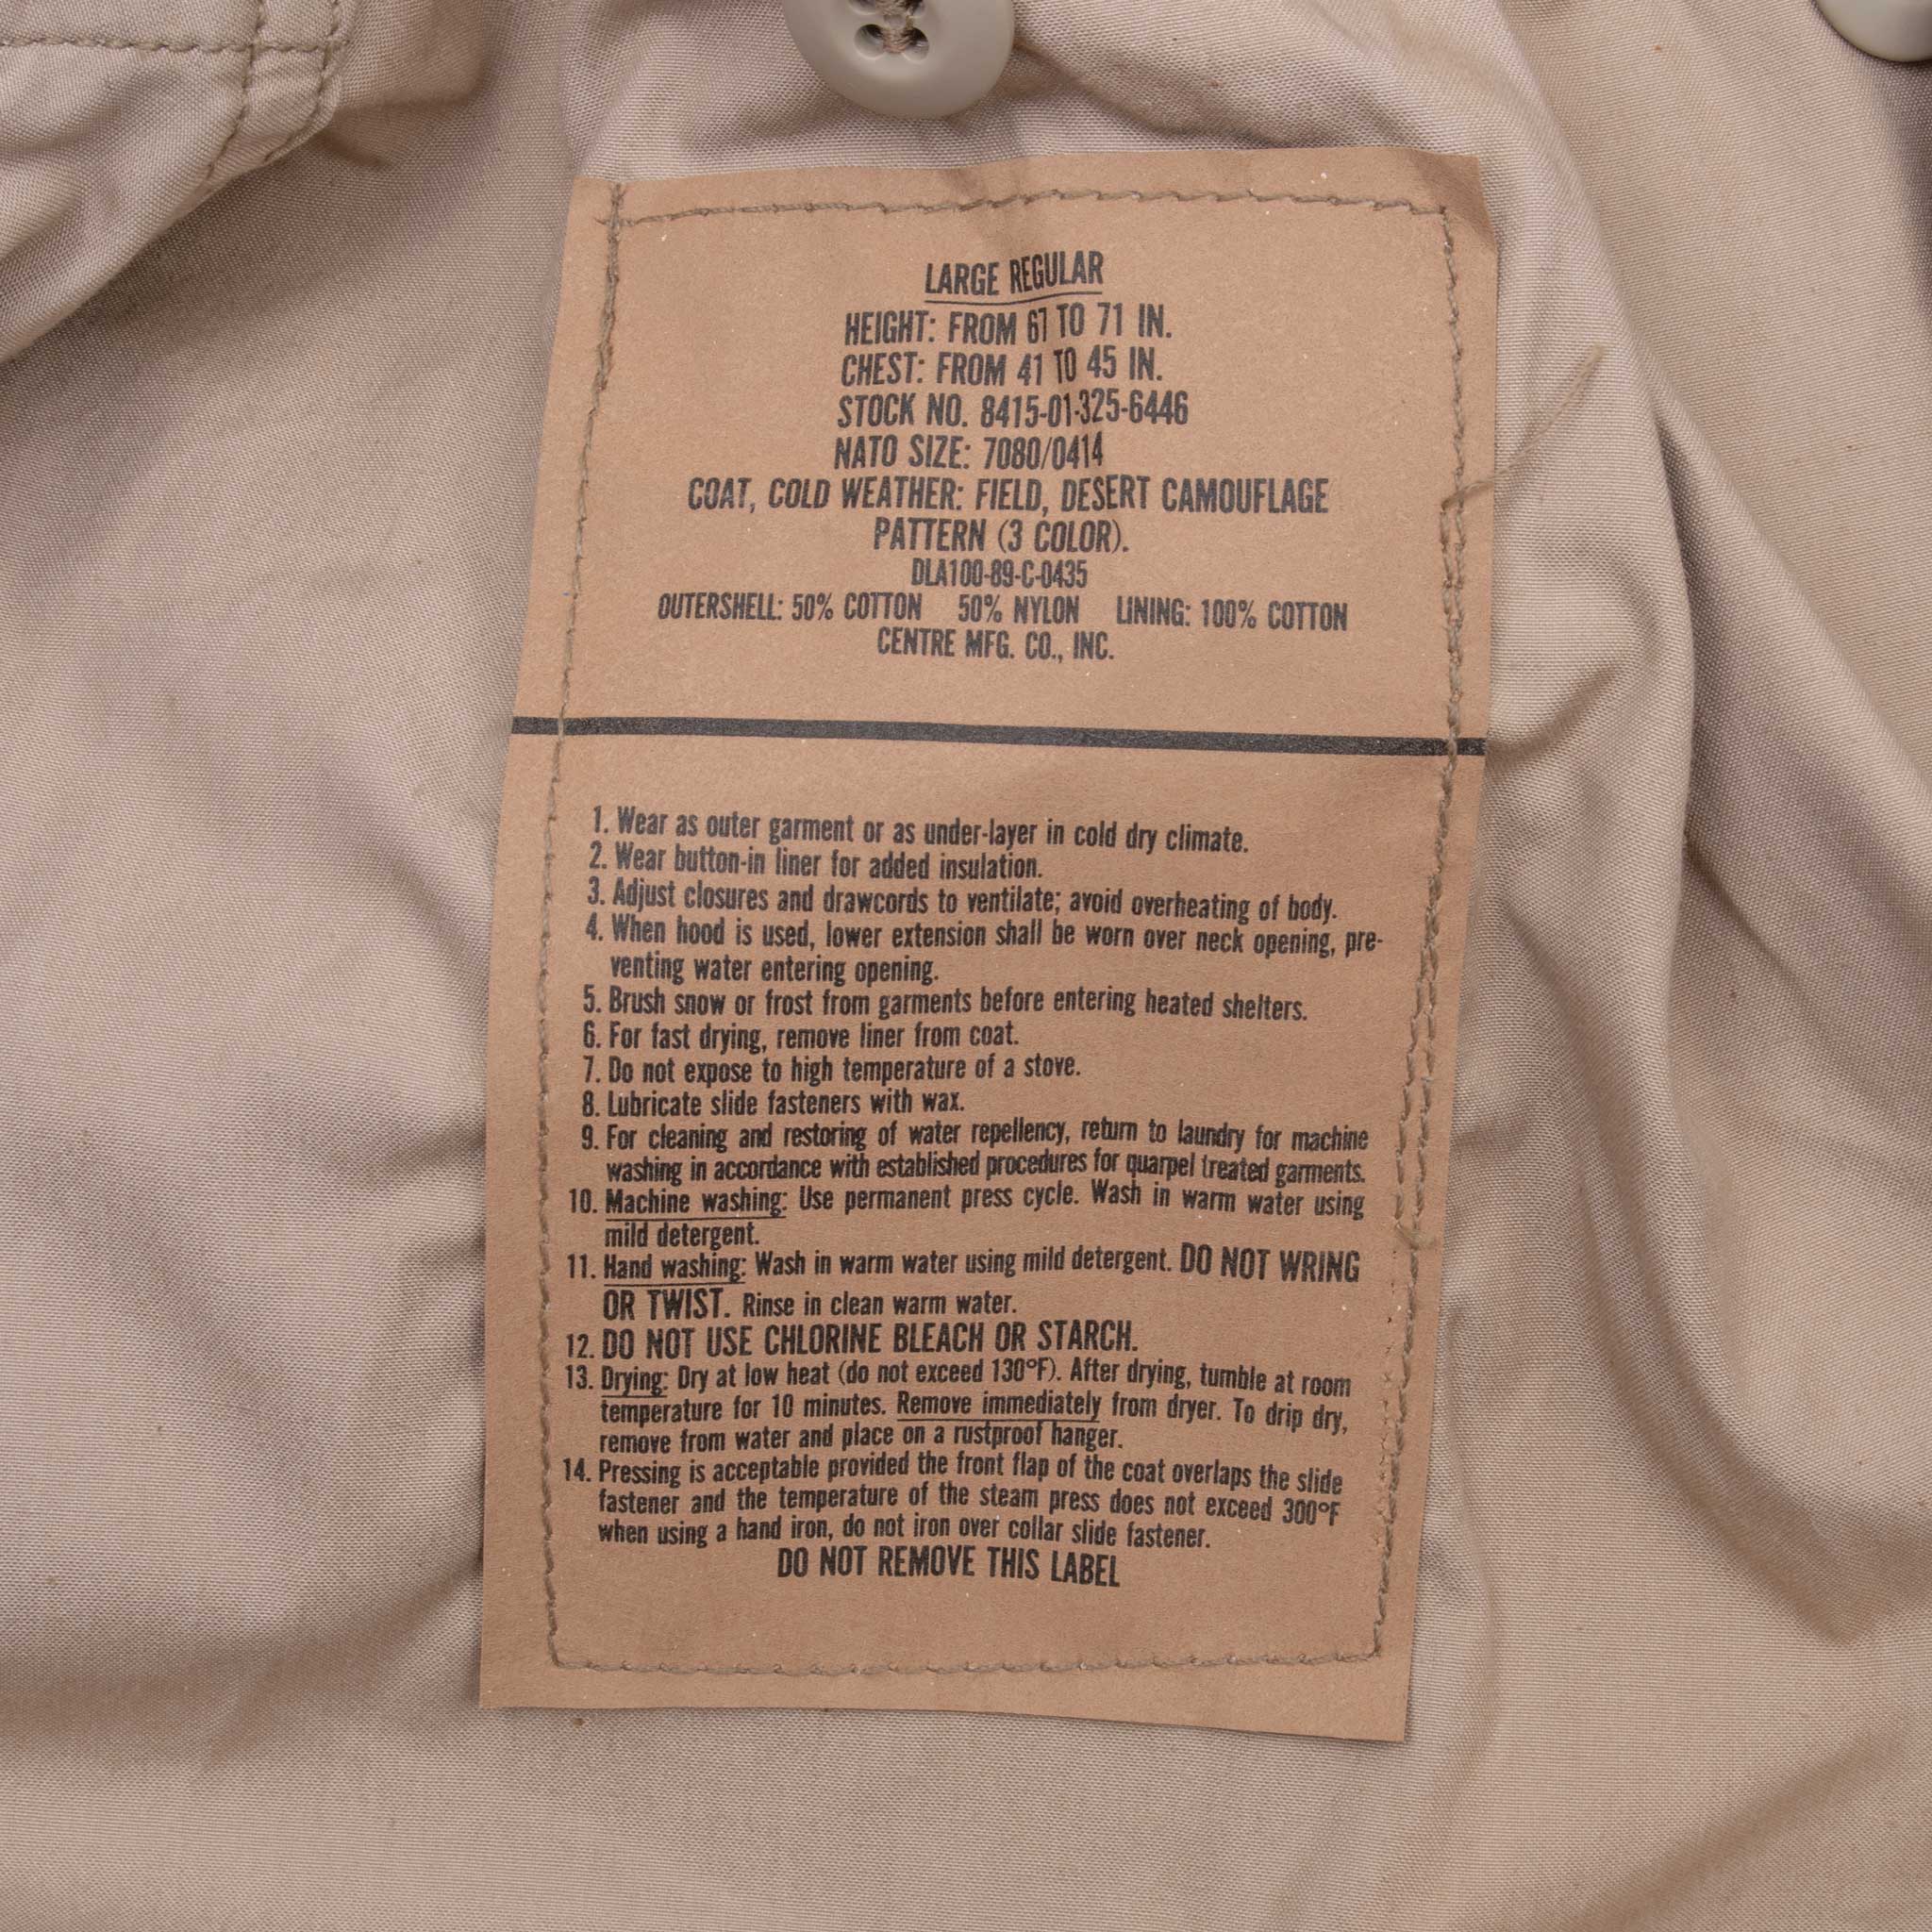 LARGE REGULAR
HEIGHT: FROM 67 TO 71 IN.
CHEST: FROM 41 TO 45 IN.
STOCK NO. 8415-01-325-6446
NATO SIZE: 7080/0414
COAT, COLD WEATHER: FIELD, DESERT CAMOUFLAGE
PATTERN (3 COLOR).
DLA100-89-C-0435
OUTERSHELL: 50% COTTON 50% NYLON LINING: 100% COTTON
CENTRE MFG. CO., INC.
1. Wear as outer garment or as under-layer in cold dry climate.
2. Wear button-in liner for added insulation.
3. Adjust closures and drawcords to ventilate; avoid overheating of body.
4. When hood is used, lower extension shall be worn over neck opening, pre-
venting water entering opening.
5. Brush snow or frost from garments before entering heated shelters.
6. For fast drying, remove liner from coat.
7. Do not expose to high temperature of a stove.
8. Lubricate slide fasteners with wax.
9. For cleaning and restoring of water repellency, return to laundry for machine
washing in accordance with established procedures for quarpel treated garments.
10. Machine washing: Use permanent press cycle. Wash in warm water using
mild detergent.
11. Hand washing: Wash in warm water using mild detergent. DO NOT WRING
OR TWIST. Rinse in clean warm water.
12. DO NOT USE CHLORINE BLEACH OR STARCH.
13. Drying: Dry at low heat (do not exceed 130°F). After drying, tumble at room
temperature for 10 minutes. Remove immediately from dryer. To drip dry,
remove from water and place on a rustproof hanger.
14. Pressing is acceptable provided the front flap of the coat overlaps the slide
fastener and the temperature of the steam press does not exceed 300°F
when using a hand iron, do not iron over collar slide fastener.
DO NOT REMOVE THIS LABEL